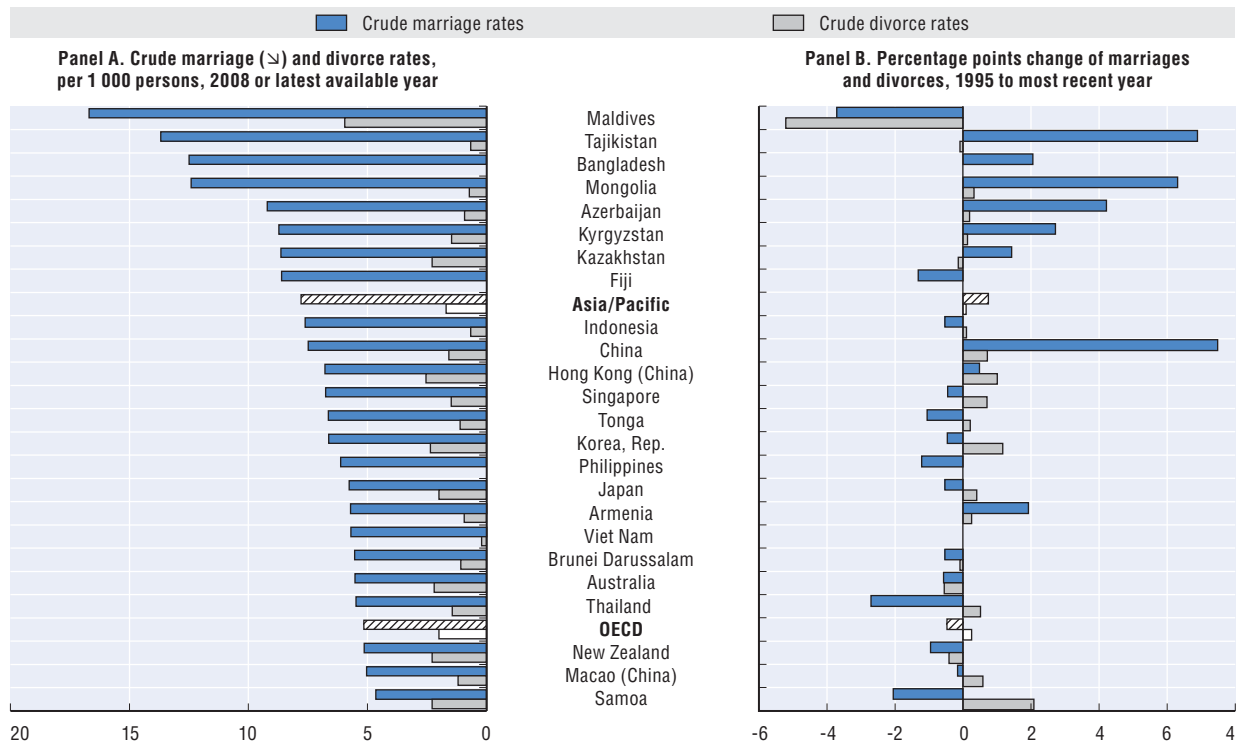 Crude marriage rates
Crude divorce rates
Panel A. Crude marriage (↘) and divorce rates,
per 1 000 persons, 2008 or latest available year
Panel B. Percentage points change of marriages
and divorces, 1995 to most recent year
Maldives
Tajikistan
Bangladesh
Mongolia
Azerbaijan
Kyrgyzstan
Kazakhstan
Fiji
Asia/Pacific
Indonesia
China
Hong Kong (China)
Singapore
Tonga
Korea, Rep.
Philippines
Japan
Armenia
Viet Nam
Brunei Darussalam
Australia
Thailand
OECD
New Zealand
Macao (China)
Samoa
20 15 10 5 0
-6 -4 -2 0 2 4 6 4